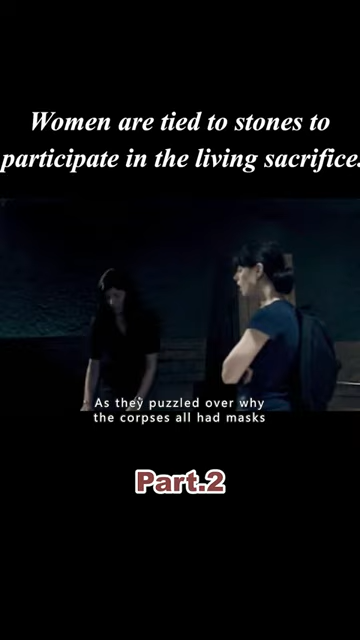 Women are tied to stones to
participate in the living sacrifice.
As they puzzled over why
the corpses all had masks
Part.2